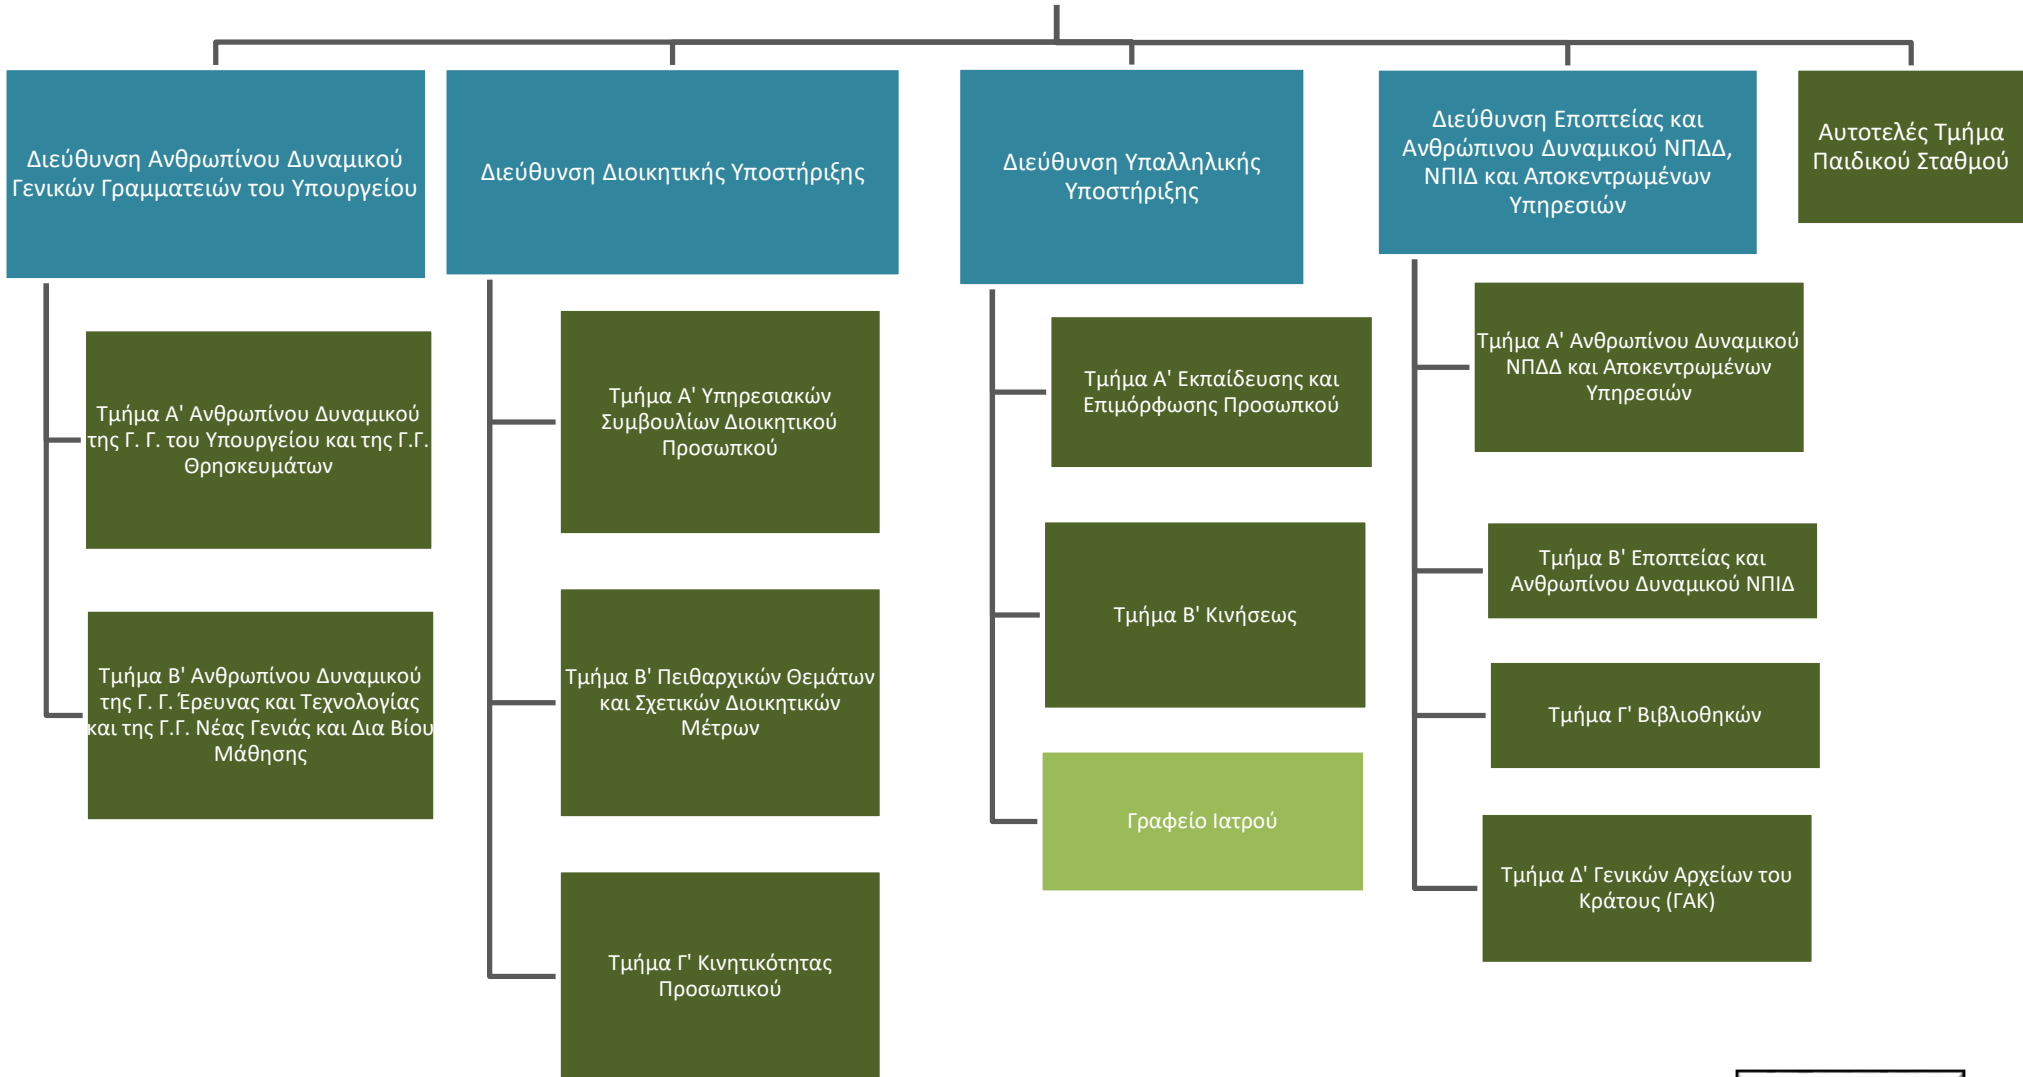 Διεύθυνση Ανθρωπίνου Δυναμικού
Γενικών Γραμματειών του Υπουργείου
Τμήμα Α' Ανθρωπίνου Δυναμικού
της Γ. Γ. του Υπουργείου και της Γ.Γ.
Θρησκευμάτων
Τμήμα Β' Ανθρωπίνου Δυναμικού
της Γ. Γ. Έρευνας και Τεχνολογίας
και της Γ.Γ. Νέας Γενιάς και Δια Βίου
Μάθησης
Διεύθυνση Διοικητικής Υποστήριξης
Τμήμα Α' Υπηρεσιακών
Συμβουλίων Διοικητικού
Προσωπκού
Τμήμα Β' Πειθαρχικών Θεμάτων
και Σχετικών Διοικητικών
Μέτρων
Τμήμα Γ' Κινητικότητας
Προσωπικού
Διεύθυνση Υπαλληλικής
Υποστήριξης
Τμήμα Α' Εκπαίδευσης και
Επιμόρφωσης Προσωπκού
Τμήμα Β' Κινήσεως
Γραφείο Ιατρού
Διεύθυνση Εποπτείας και
Ανθρώπινου Δυναμικού ΝΠΔΔ,
ΝΠΙΔ και Αποκεντρωμένων
Υπηρεσιών
Τμήμα Α' Ανθρωπίνου Δυναμικού
ΝΠΔΔ και Αποκεντρωμένων
Υπηρεσιών
Τμήμα Β' Εποπτείας και
Ανθρωπίνου Δυναμικού ΝΠΙΔ
Τμήμα Γ' Βιβλιοθηκών
Τμήμα Δ' Γενικών Αρχείων του
Κράτους (ΓΑΚ)
Αυτοτελές Τμήμα
Παιδικού Σταθμού